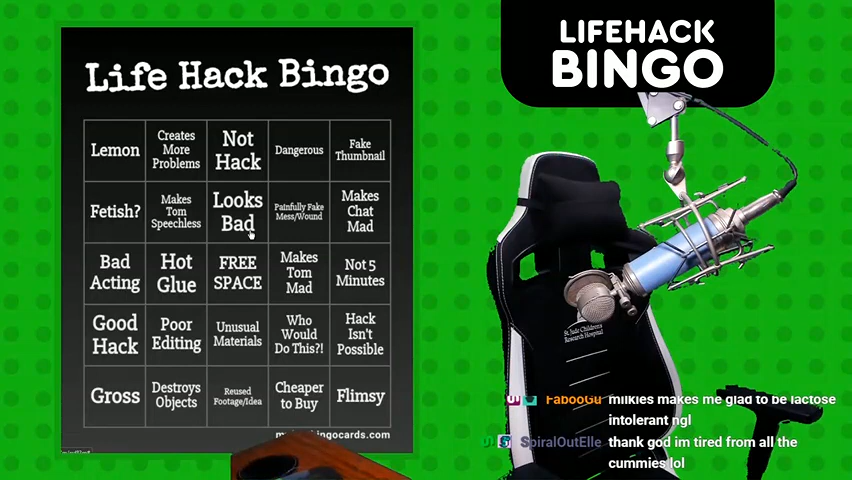 Life Hack Bingo
Lemon
Creates
More
Problems
Not
Hack
Dangerous
Fake
Thumbnail
Fetish?
Makes
Tom
Speechless
Looks
Bad
Painfully Fake
Mess/Wound
Makes
Chat
Mad
Bad
Acting
Hot
Glue
FREE
SPACE
Makes
Tom
Mad
Not 5
Minutes
Good
Hack
Poor
Editing
Unusual
Materials
Who
Would
Do This?!
Hack
Isn't
Possible
Gross
Destroys
Objects
Reused
Footage/Idea
Cheaper
to Buy
Flimsy
LIFEHACK
BINGO
St. Jude Children's
Research Hospital
FabooGu milkies makes me glad to be lactose
intolerant ngl
SpiralOutElle thank god im tired from all the
cummies lol